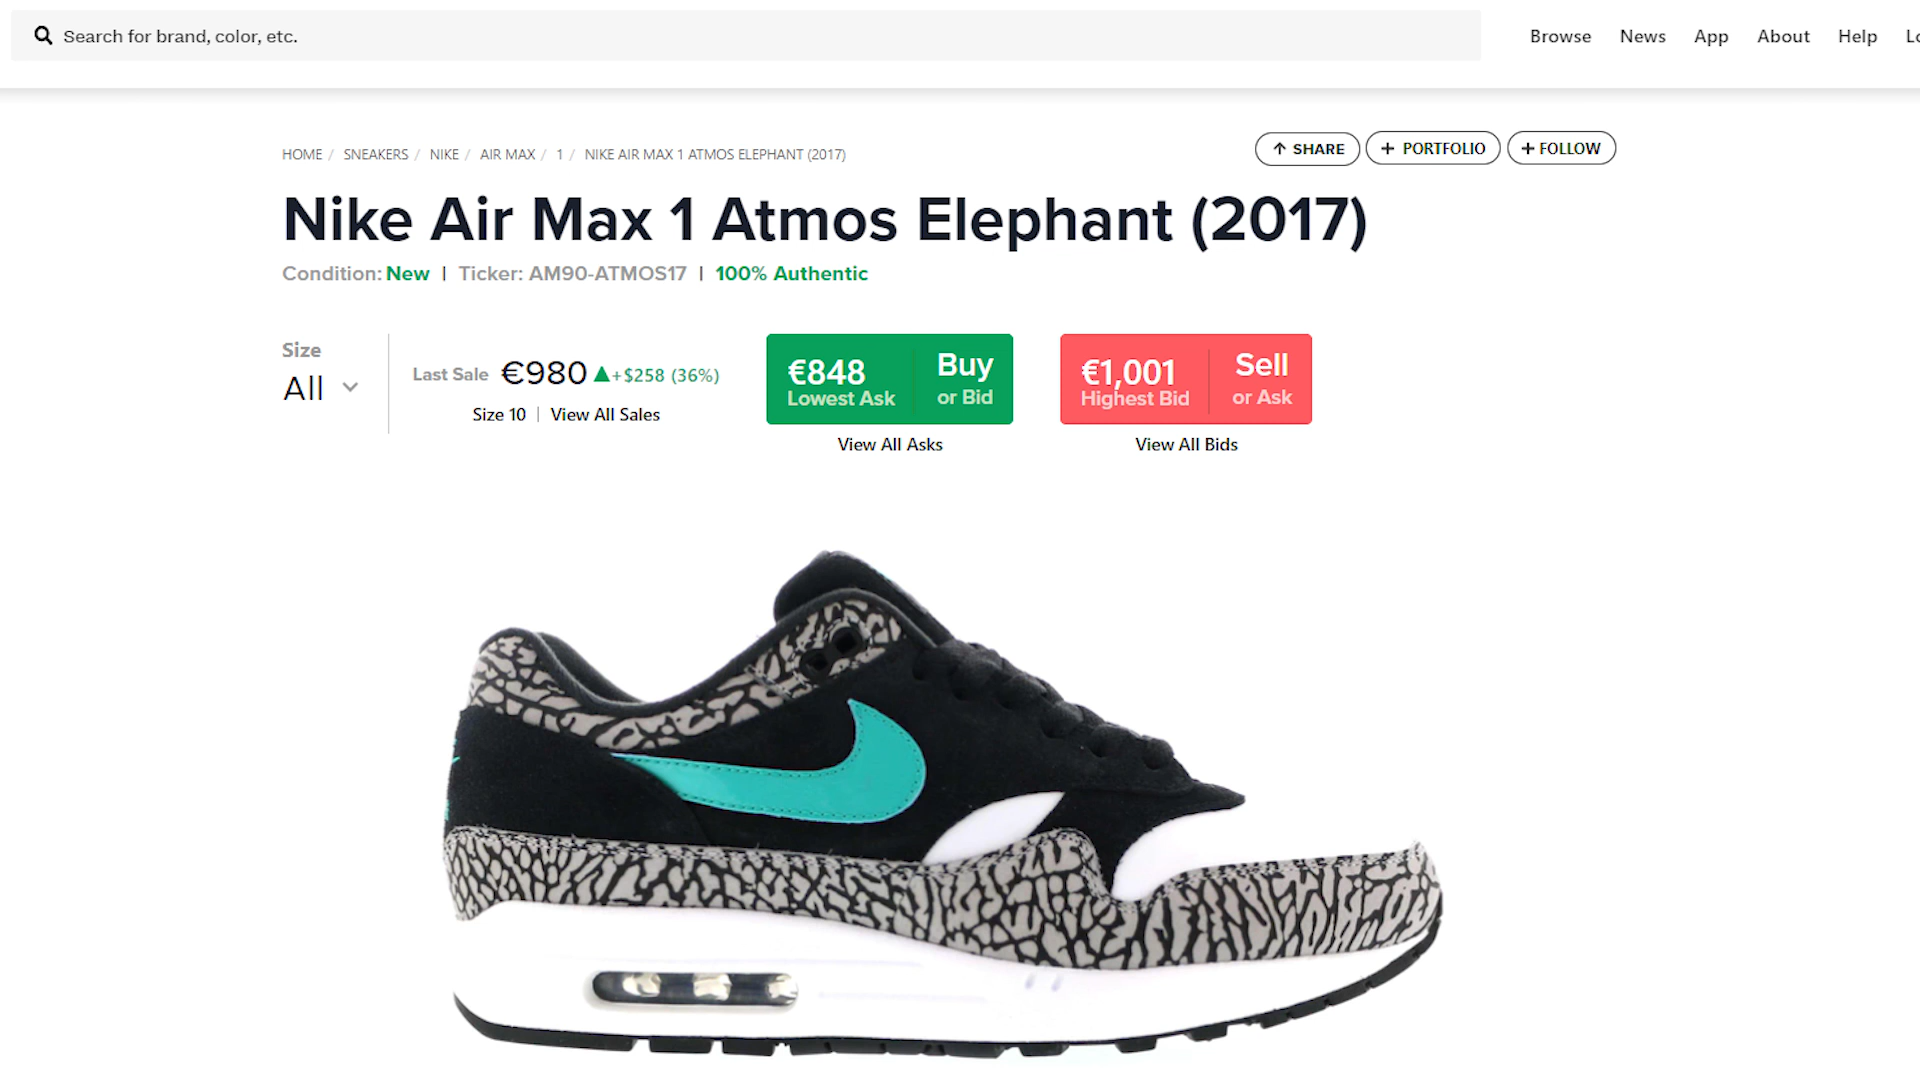 Search for brand, color, etc.
Browse News App About Help Lo
HOME / SNEAKERS / NIKE / AIR MAX / 1 / NIKE AIR MAX 1 ATMOS ELEPHANT (2017)
SHARE + PORTFOLIO + FOLLOW
Nike Air Max 1 Atmos Elephant (2017)
Condition: New | Ticker: AM90-ATMOS17 | 100% Authentic
Size
All
Last Sale €980 ▲+$258 (36%)
Size 10 | View All Sales
€848
Lowest Ask
Buy
or Bid
View All Asks
€1,001
Highest Bid
Sell
or Ask
View All Bids